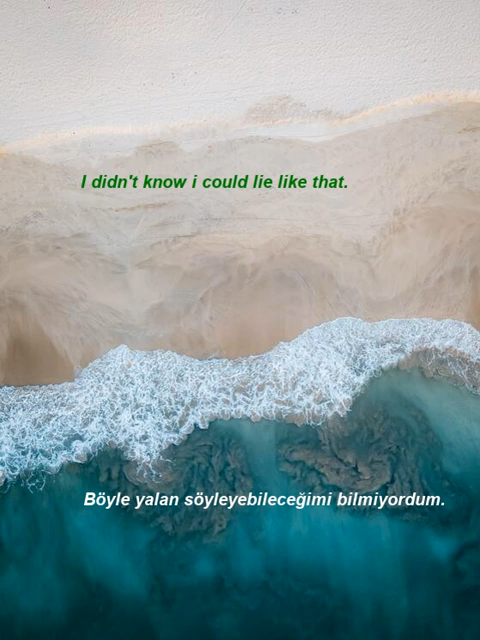 I didn't know i could lie like that.
Böyle yalan söyleyebileceğimi bilmiyordum.